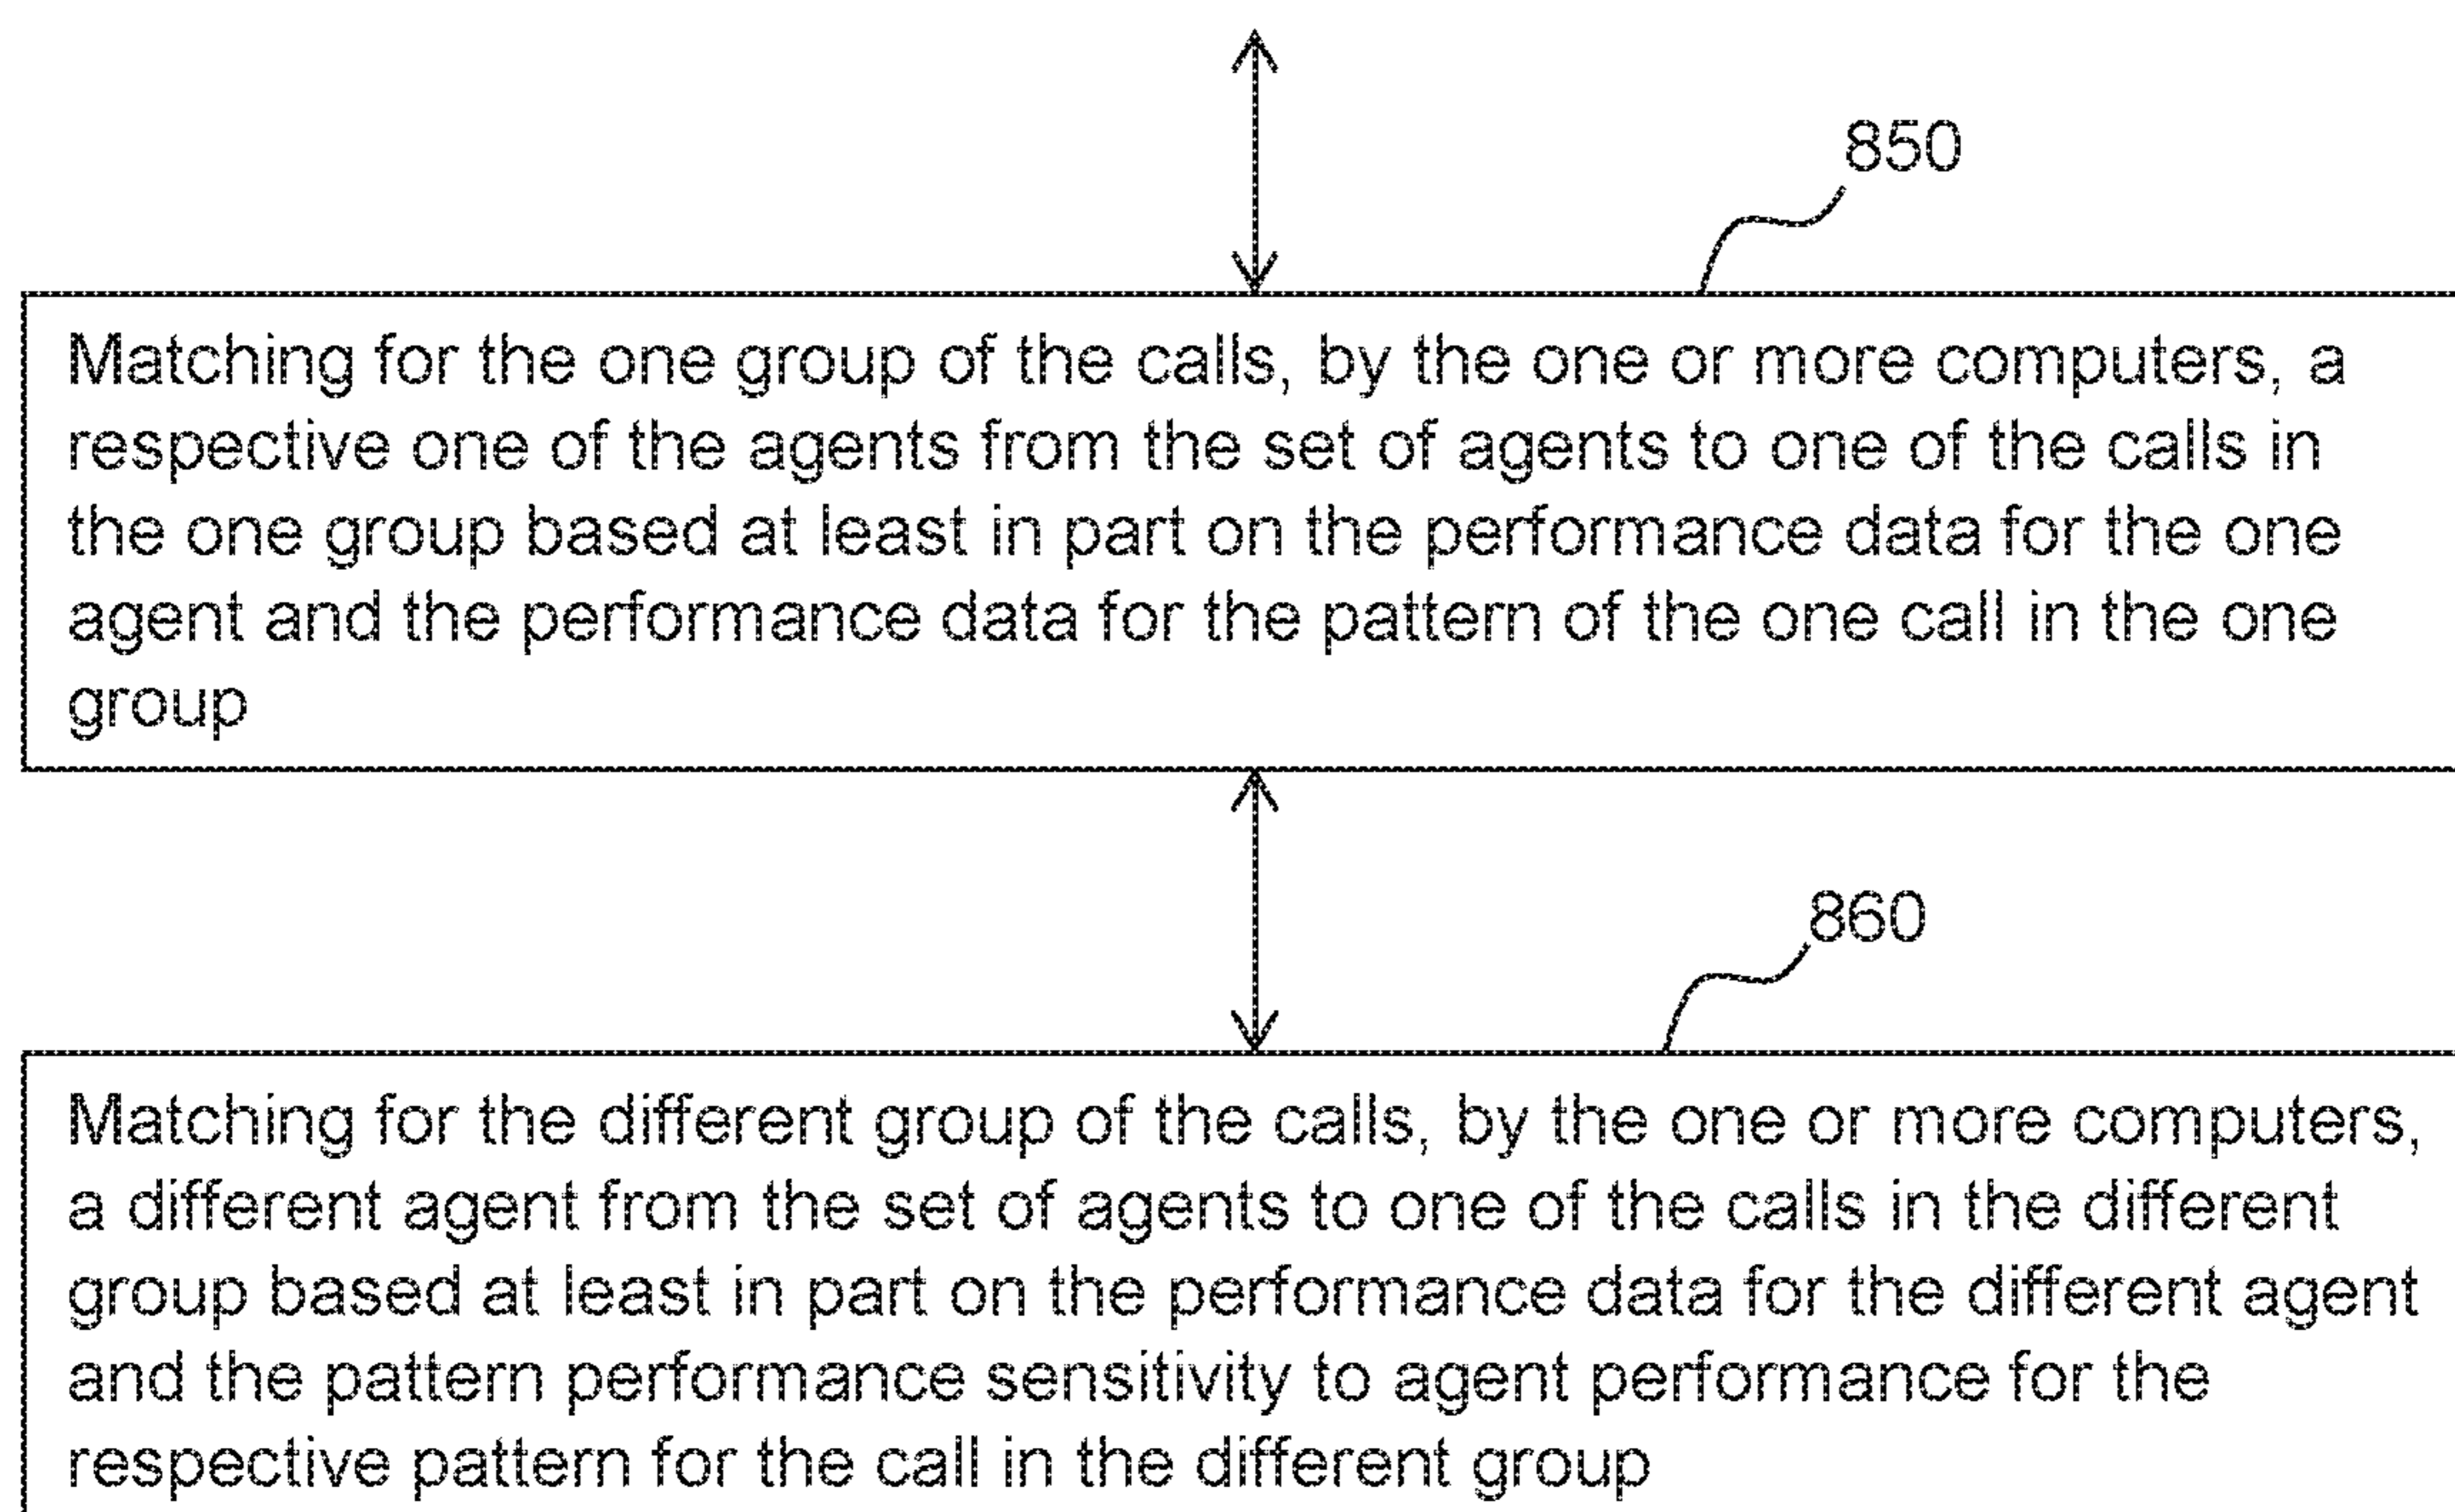 850
Matching for the one group of the calls, by the one or more computers, a
respective one of the agents from the set of agents to one of the calls in
the one group based at least in part on the performance data for the one
agent and the performance data for the pattern of the one call in the one
group
860
Matching for the different group of the calls, by the one or more computers,
a different agent from the set of agents to one of the calls in the different
group based at least in part on the performance data for the different agent
and the pattern performance sensitivity to agent performance for the
respective pattern for the call in the different group